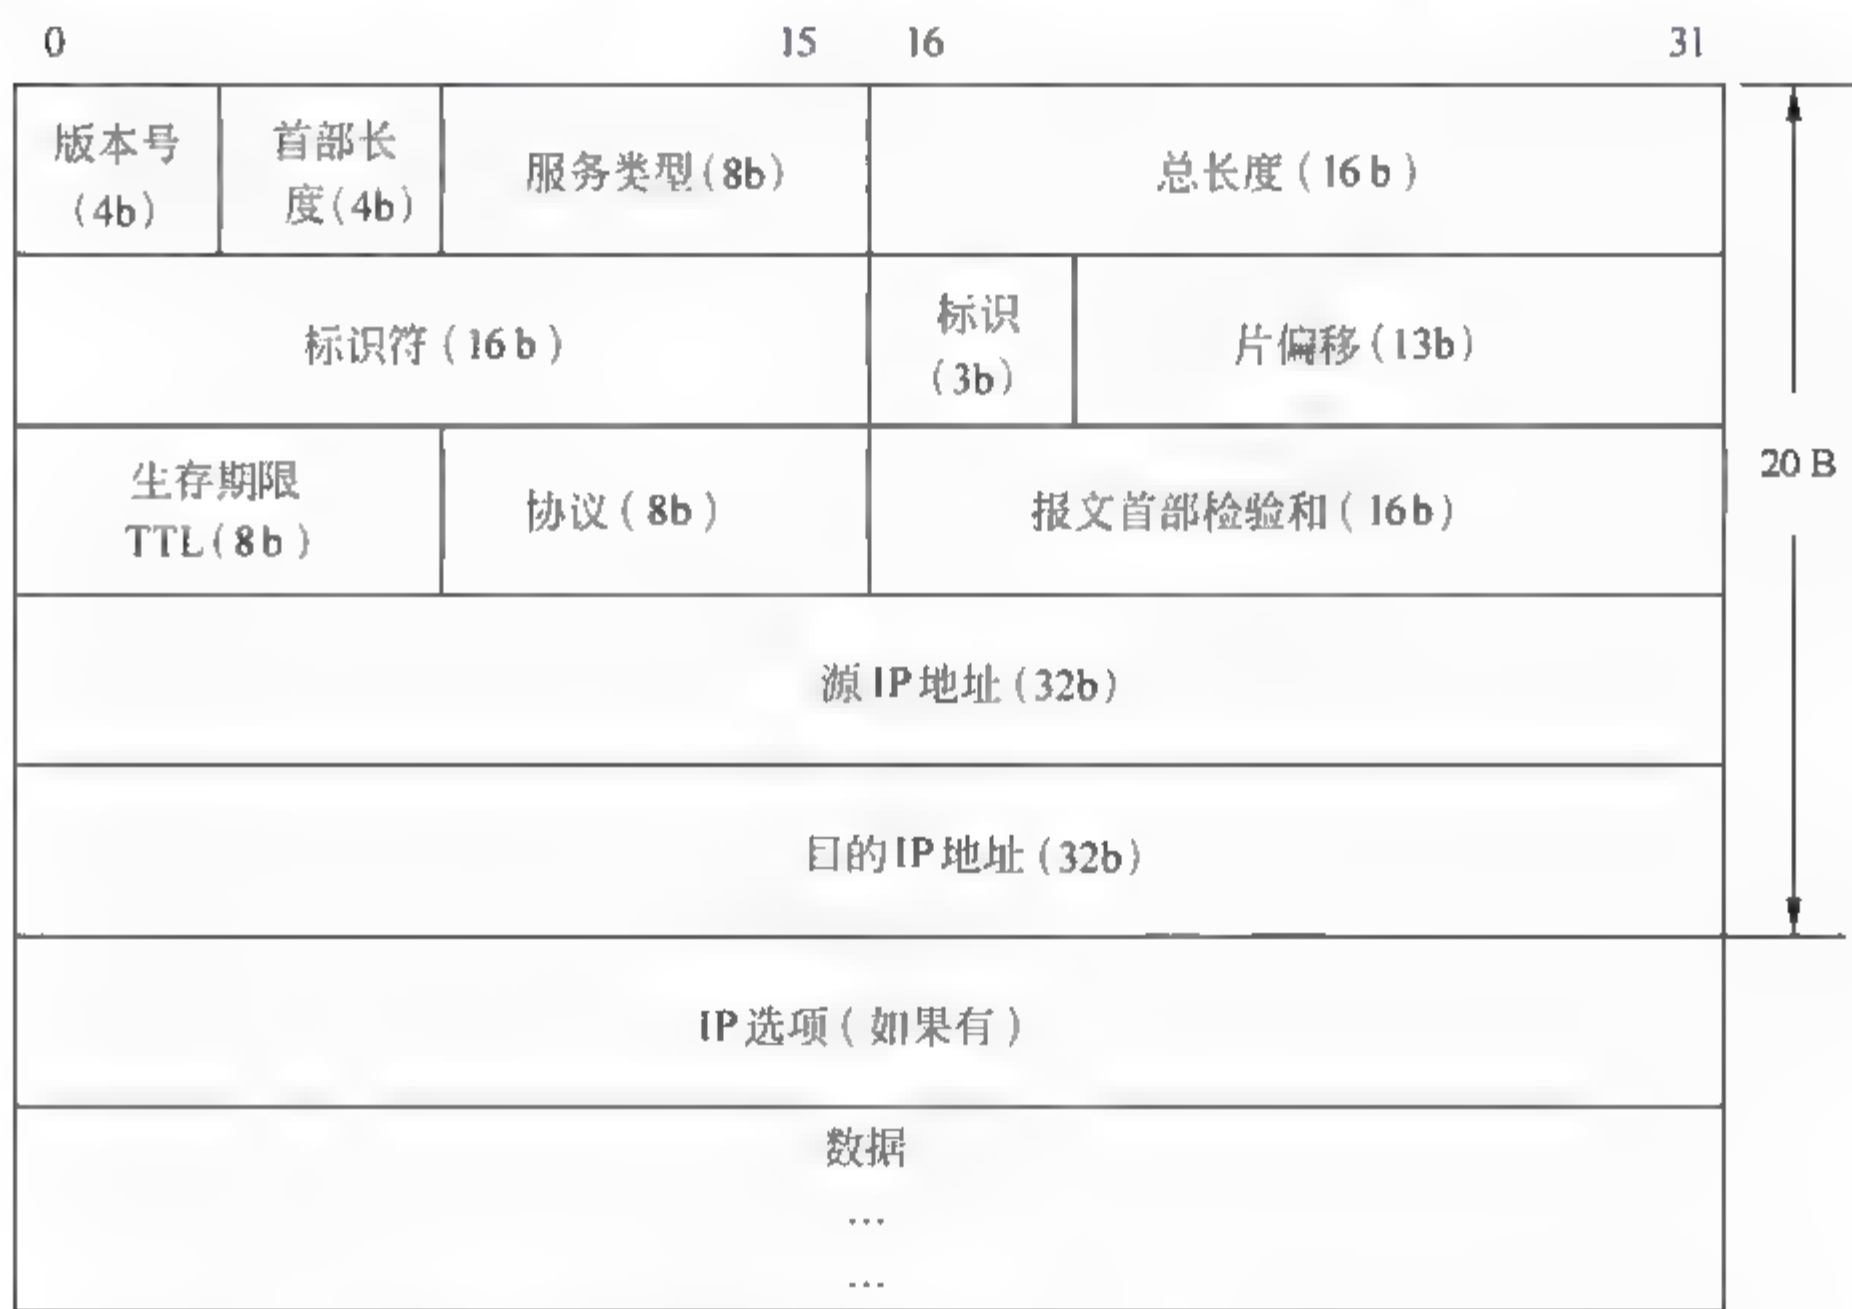 0 15 16 31
版本号
(4b)
首部长
度(4b)
服务类型(8b)
总长度(16 b)
标识符(16 b)
标识
(3b)
片偏移(13b)
生存期限
TTL(8b)
协议(8b)
报文首部检验和(16b)
20 B
源IP地址(32b)
目的IP地址(32b)
IP选项(如果有)
数据
…
…